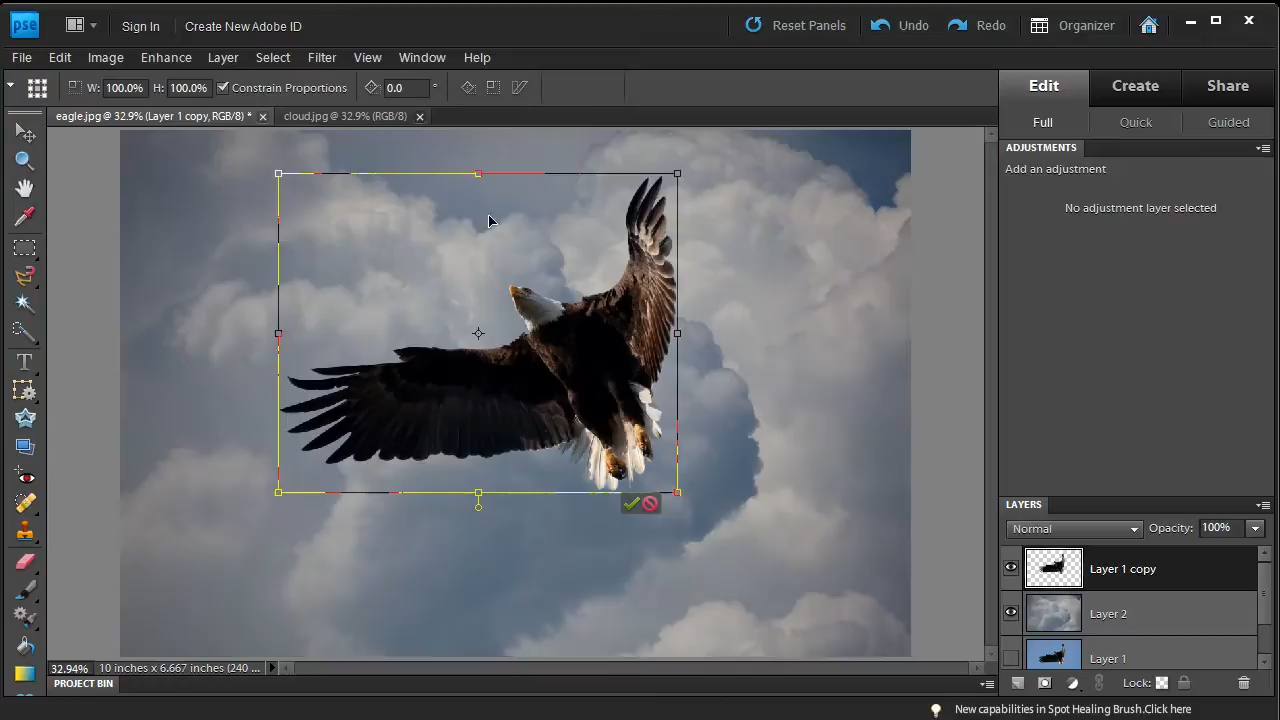 pse Sign In Create New Adobe ID Reset Panels Undo Redo Organizer
File Edit Image Enhance Layer Select Filter View Window Help
W: 100.0% H: 100.0% Constrain Proportions 0.0 °
Edit Create Share
eagle.jpg @ 32.9% (Layer 1 copy, RGB/8) * cloud.jpg @ 32.9% (RGB/8)
Full Quick Guided
ADJUSTMENTS
Add an adjustment
No adjustment layer selected
LAYERS
Normal Opacity: 100%
Layer 1 copy
Layer 2
Layer 1
32.94% 10 inches x 6.667 inches (240 ...
Lock:
PROJECT BIN
New capabilities in Spot Healing Brush.Click here